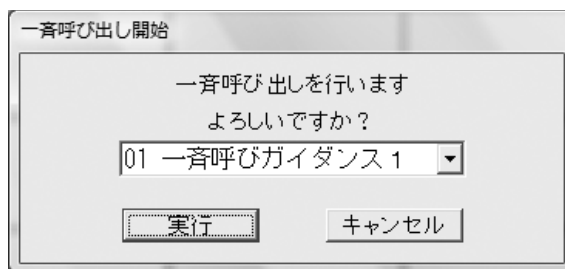 一斉呼び出し開始
一斉呼び出しを行います
よろしいですか？
01 一斉呼びガイダンス1
実行
キャンセル